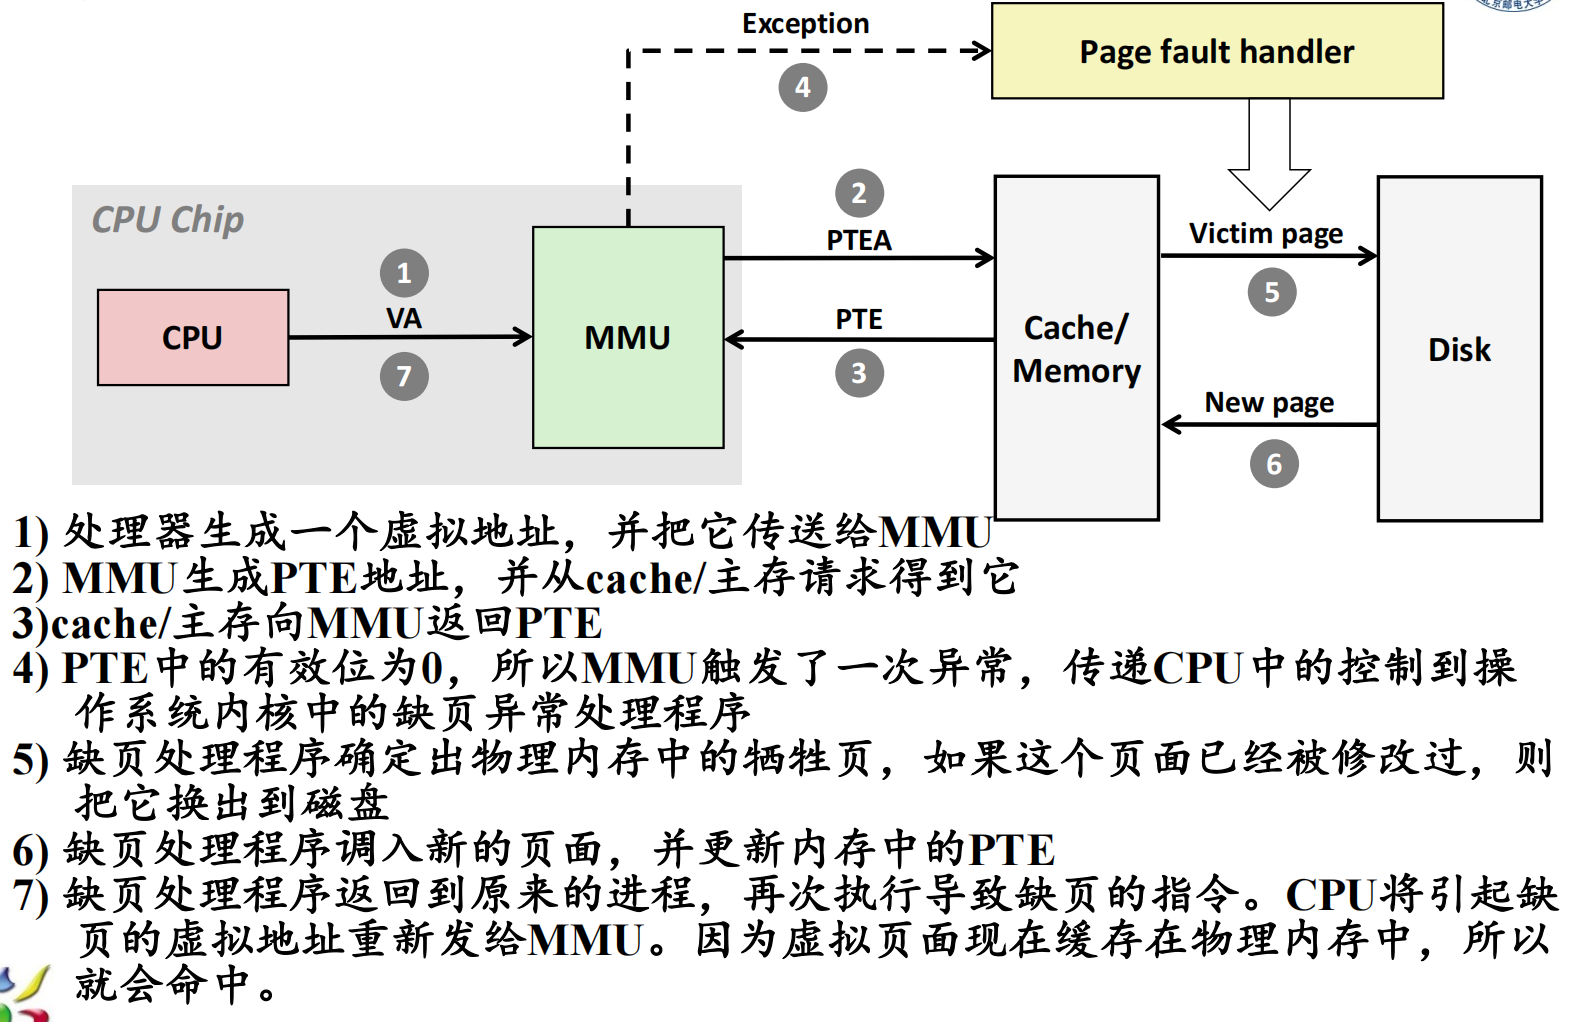 北京邮电大学
Exception
4
Page fault handler
CPU Chip
2
PTEA
Victim page
5
1
VA
7
CPU
MMU
PTE
3
Cache/
Memory
Disk
New page
6
1) 处理器生成一个虚拟地址，并把它传送给MMU
2) MMU生成PTE地址，并从cache/主存请求得到它
3)cache/主存向MMU返回PTE
4) PTE中的有效位为0，所以MMU触发了一次异常，传递CPU中的控制到操
作系统内核中的缺页异常处理程序
5) 缺页处理程序确定出物理内存中的牺牲页，如果这个页面已经被修改过，则
把它换出到磁盘
6) 缺页处理程序调入新的页面，并更新内存中的PTE
7) 缺页处理程序返回到原来的进程，再次执行导致缺页的指令。CPU将引起缺
页的虚拟地址重新发给MMU。因为虚拟页面现在缓存在物理内存中，所以
就会命中。